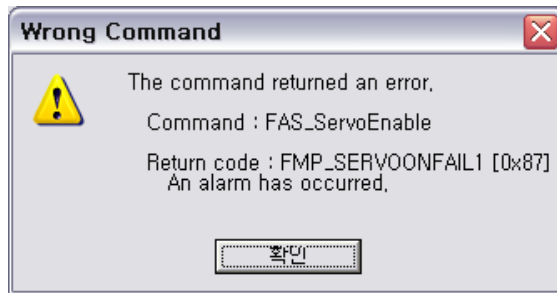 Wrong Command
The command returned an error,
Command : FAS_ServoEnable
Return code : FMP_SERVOONFAIL1 [0x87]
An alarm has occurred,
확인